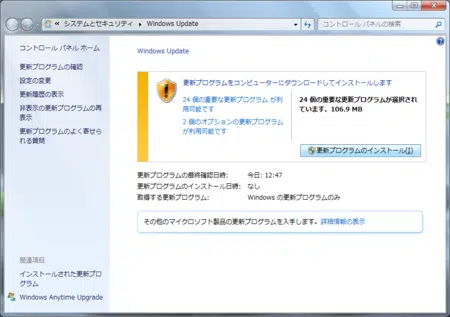 システムとセキュリティ ▸ Windows Update
コントロール パネルの検索
コントロール パネル ホーム
更新プログラムの確認
設定の変更
更新履歴の表示
非表示の更新プログラムの再
表示
更新プログラムのよく寄せら
れる質問
Windows Update
更新プログラムをコンピューターにダウンロードしてインストールします
24 個の重要な更新プログラム が利
用可能です
2 個のオプションの更新プログラム
が利用可能です
24 個の重要な更新プログラムが選択され
ています。106.9 MB
更新プログラムのインストール(I)
更新プログラムの最終確認日時: 今日: 12:47
更新プログラムのインストール日時: なし
取得する更新プログラム: Windows の更新プログラムのみ
その他のマイクロソフト製品の更新プログラムを入手します。詳細情報の表示
関連項目
インストールされた更新プロ
グラム
Windows Anytime Upgrade